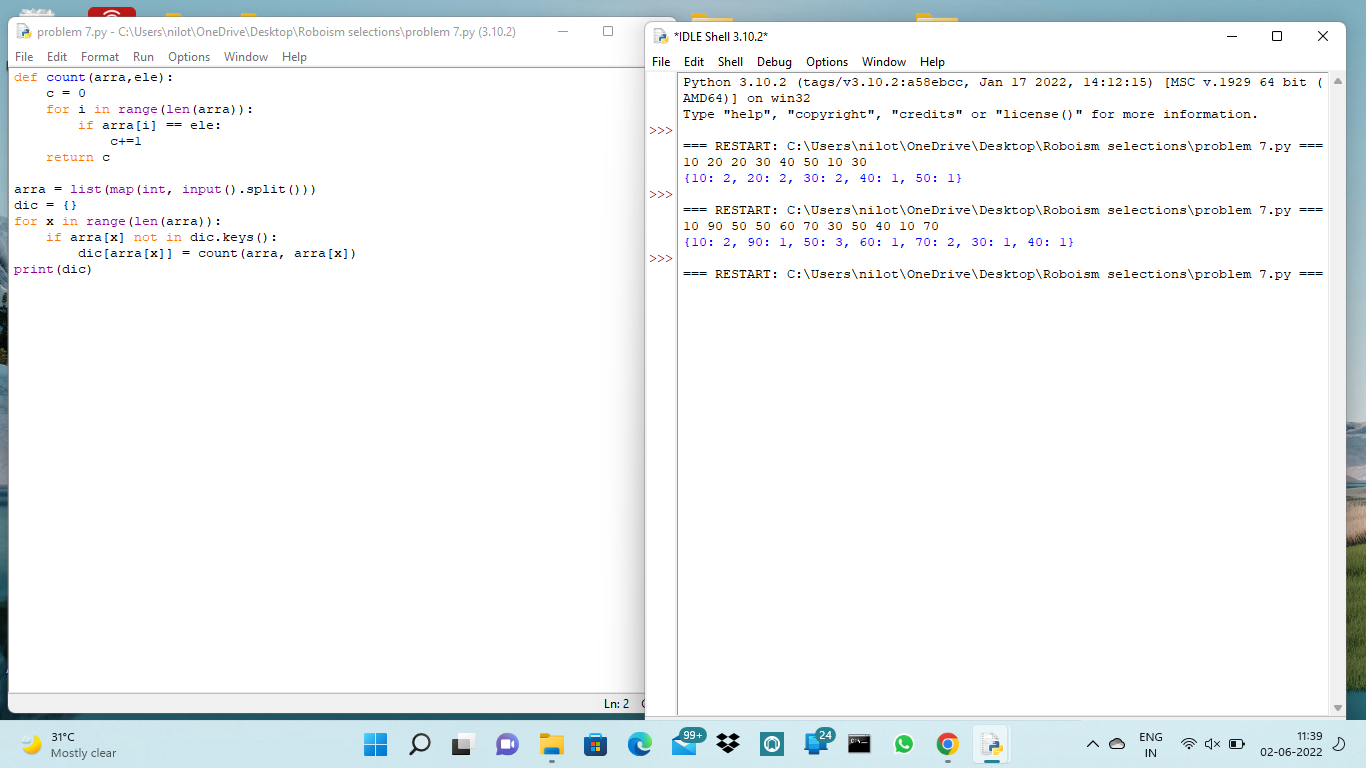 problem 7.py - C:\Users\nilot\OneDrive\Desktop\Roboism selections\problem 7.py (3.10.2)
File Edit Format Run Options Window Help
def count(arra,ele):
    c = 0
    for i in range(len(arra)):
        if arra[i] == ele:
            c+=1
    return c

arra = list(map(int, input().split()))
dic = {}
for x in range(len(arra)):
    if arra[x] not in dic.keys():
        dic[arra[x]] = count(arra, arra[x])
print(dic)
Ln: 2
*IDLE Shell 3.10.2*
File Edit Shell Debug Options Window Help
Python 3.10.2 (tags/v3.10.2:a58ebcc, Jan 17 2022, 14:12:15) [MSC v.1929 64 bit (
AMD64)] on win32
Type "help", "copyright", "credits" or "license()" for more information.
>>>
=== RESTART: C:\Users\nilot\OneDrive\Desktop\Roboism selections\problem 7.py ===
10 20 20 30 40 50 10 30
{10: 2, 20: 2, 30: 2, 40: 1, 50: 1}
>>>
=== RESTART: C:\Users\nilot\OneDrive\Desktop\Roboism selections\problem 7.py ===
10 90 50 50 60 70 30 50 40 10 70
{10: 2, 90: 1, 50: 3, 60: 1, 70: 2, 30: 1, 40: 1}
>>>
=== RESTART: C:\Users\nilot\OneDrive\Desktop\Roboism selections\problem 7.py ===
31°C
Mostly clear
99+
24
ENG
IN
11:39
02-06-2022